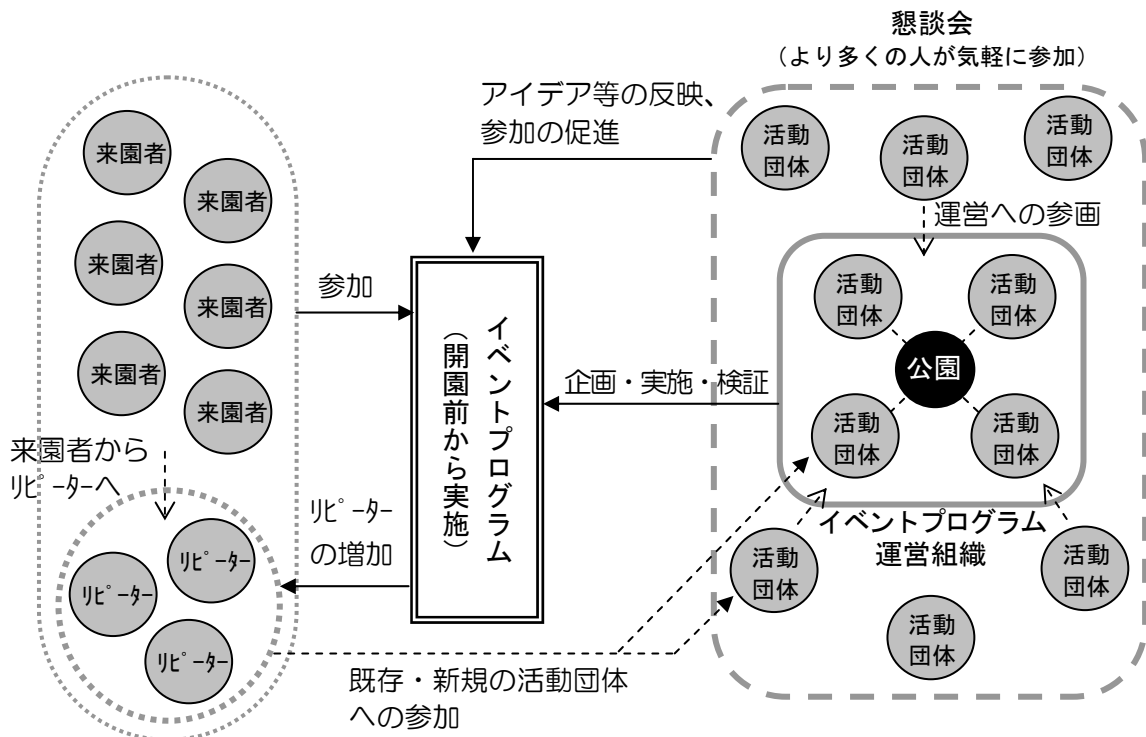 懇談会
（より多くの人が気軽に参加）
アイデア等の反映、
参加の促進
来園者
来園者
来園者
来園者
来園者
来園者
来園者から
ﾘﾋﾟｰﾀｰへ
ﾘﾋﾟｰﾀｰ
ﾘﾋﾟｰﾀｰ
ﾘﾋﾟｰﾀｰ
参加
イベントプログラム
（開園前から実施）
ﾘﾋﾟｰﾀｰ
の増加
企画・実施・検証
既存・新規の活動団体
への参加
活動
団体
活動
団体
活動
団体
運営への参画
活動
団体
活動
団体
公園
活動
団体
活動
団体
イベントプログラム
運営組織
活動
団体
活動
団体
活動
団体